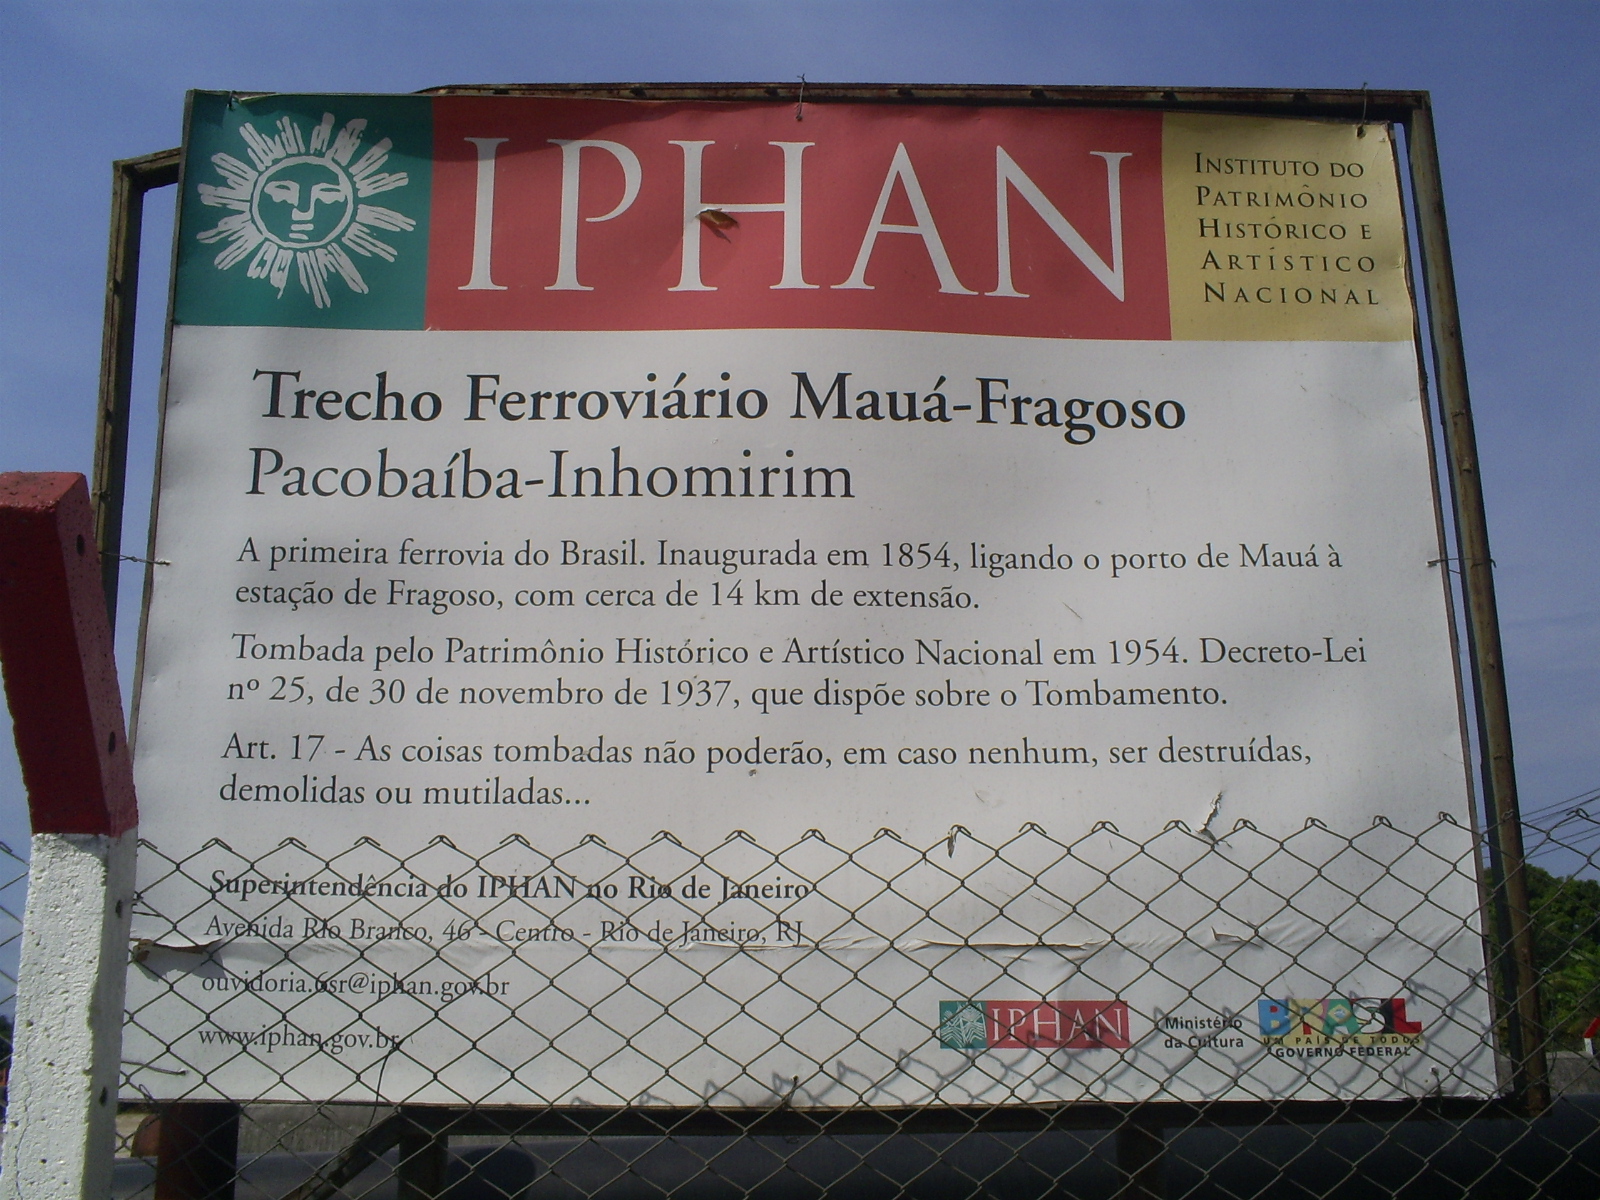 IPHAN
INSTITUTO DO
PATRIMÔNIO
HISTÓRICO E
ARTÍSTICO
NACIONAL
Trecho Ferroviário Mauá-Fragoso
Pacobaíba-Inhomirim
A primeira ferrovia do Brasil. Inaugurada em 1854, ligando o porto de Mauá à
estação de Fragoso, com cerca de 14 km de extensão.
Tombada pelo Patrimônio Histórico e Artístico Nacional em 1954. Decreto-Lei
nº 25, de 30 de novembro de 1937, que dispõe sobre o Tombamento.
Art. 17 - As coisas tombadas não poderão, em caso nenhum, ser destruídas,
demolidas ou mutiladas...
Superintendência do IPHAN no Rio de Janeiro
Avenida Rio Branco, 46 - Centro - Rio de Janeiro, RJ
ouvidoria.6sr@iphan.gov.br
www.iphan.gov.br
IPHAN
Ministério
da Cultura
BRASIL
UM PAÍS DE TODOS
GOVERNO FEDERAL